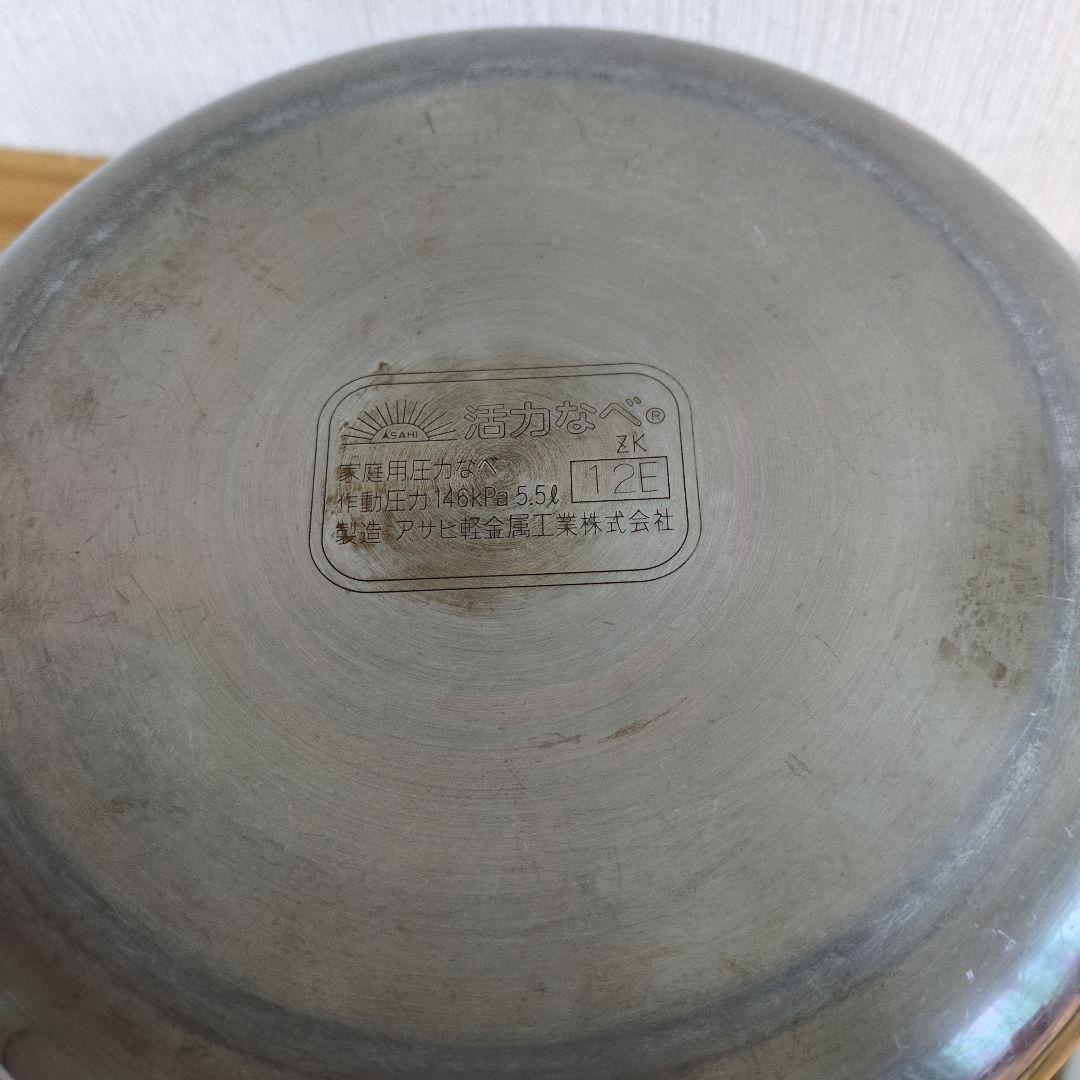 ASAHI 活力なべ®
ZK
家庭用圧力なべ
作動圧力 146kPa 5.5ℓ 12E
製造 アサヒ軽金属工業株式会社